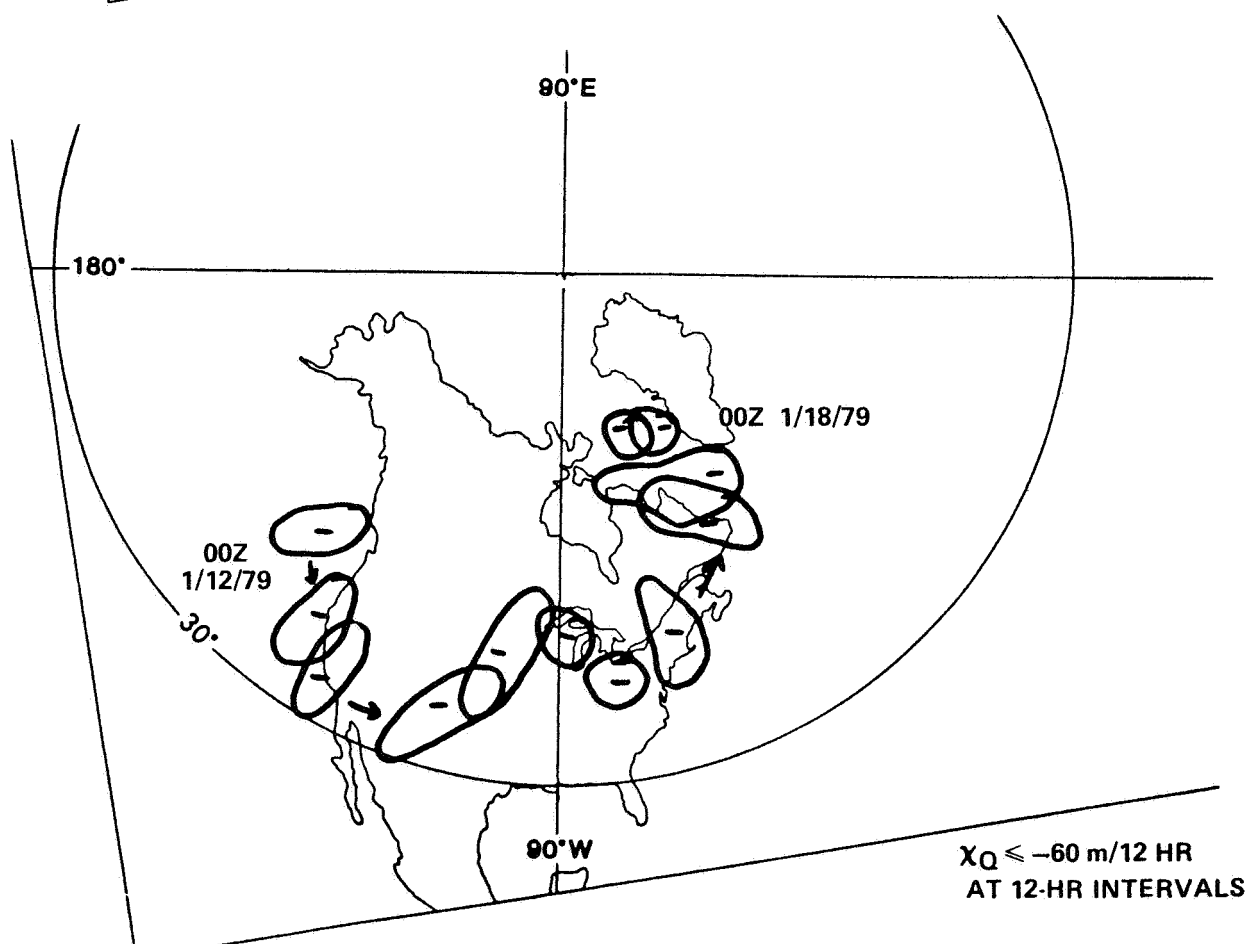 90°E
180°
00Z 1/18/79
00Z
1/12/79
30°
90°W
χQ ≤ −60 m/12 HR
AT 12-HR INTERVALS